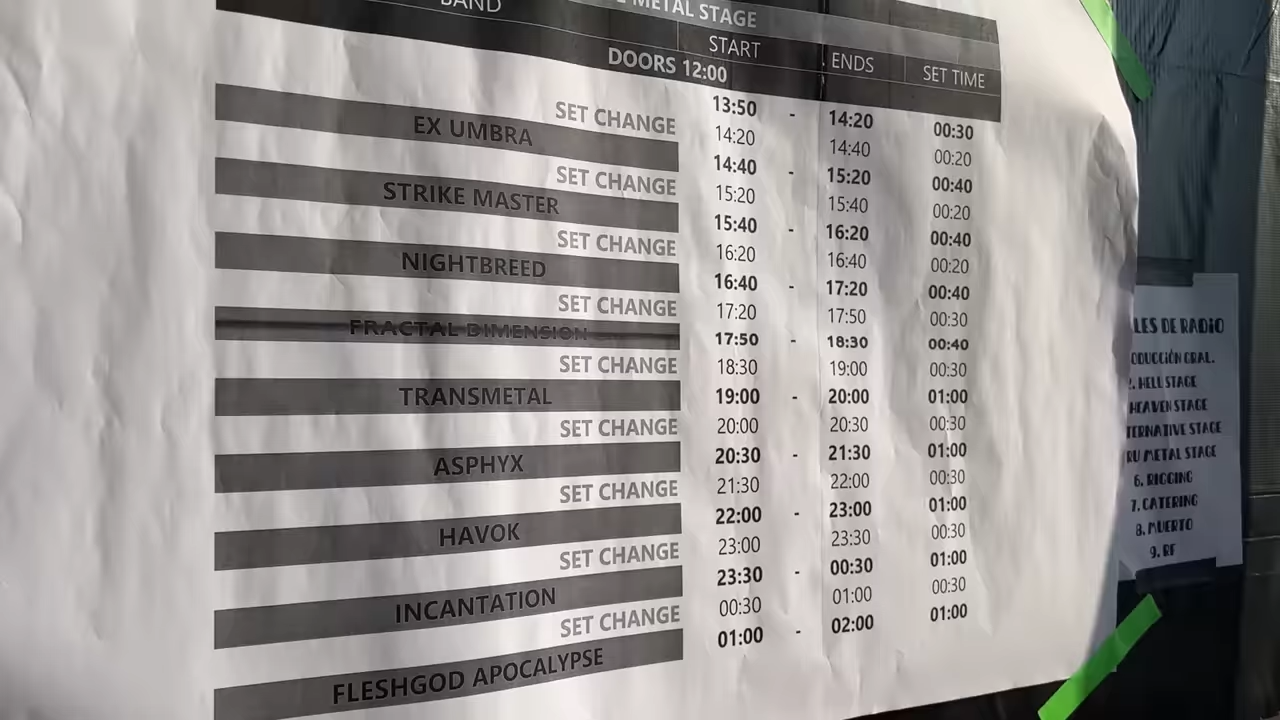 BAND METAL STAGE
START ENDS SET TIME
DOORS 12:00
13:50 - 14:20 00:30
SET CHANGE 14:20 14:40 00:20
EX UMBRA 14:40 - 15:20 00:40
SET CHANGE 15:20 15:40 00:20
STRIKE MASTER 15:40 - 16:20 00:40
SET CHANGE 16:20 16:40 00:20
NIGHTBREED 16:40 - 17:20 00:40
SET CHANGE 17:20 17:50 00:30
FRACTAL DIMENSION 17:50 - 18:30 00:40
SET CHANGE 18:30 19:00 00:30
TRANSMETAL 19:00 - 20:00 01:00
SET CHANGE 20:00 20:30 00:30
ASPHYX 20:30 - 21:30 01:00
SET CHANGE 21:30 22:00 00:30
HAVOK 22:00 - 23:00 01:00
SET CHANGE 23:00 23:30 00:30
INCANTATION 23:30 - 00:30 01:00
SET CHANGE 00:30 01:00 00:30
FLESHGOD APOCALYPSE 01:00 - 02:00 01:00
LES DE RADIO
ODUCCIÓN GRAL.
HELL STAGE
HEAVEN STAGE
ERNATIVE STAGE
RU METAL STAGE
6. RIGGING
7. CATERING
8. MUERTO
9. RF